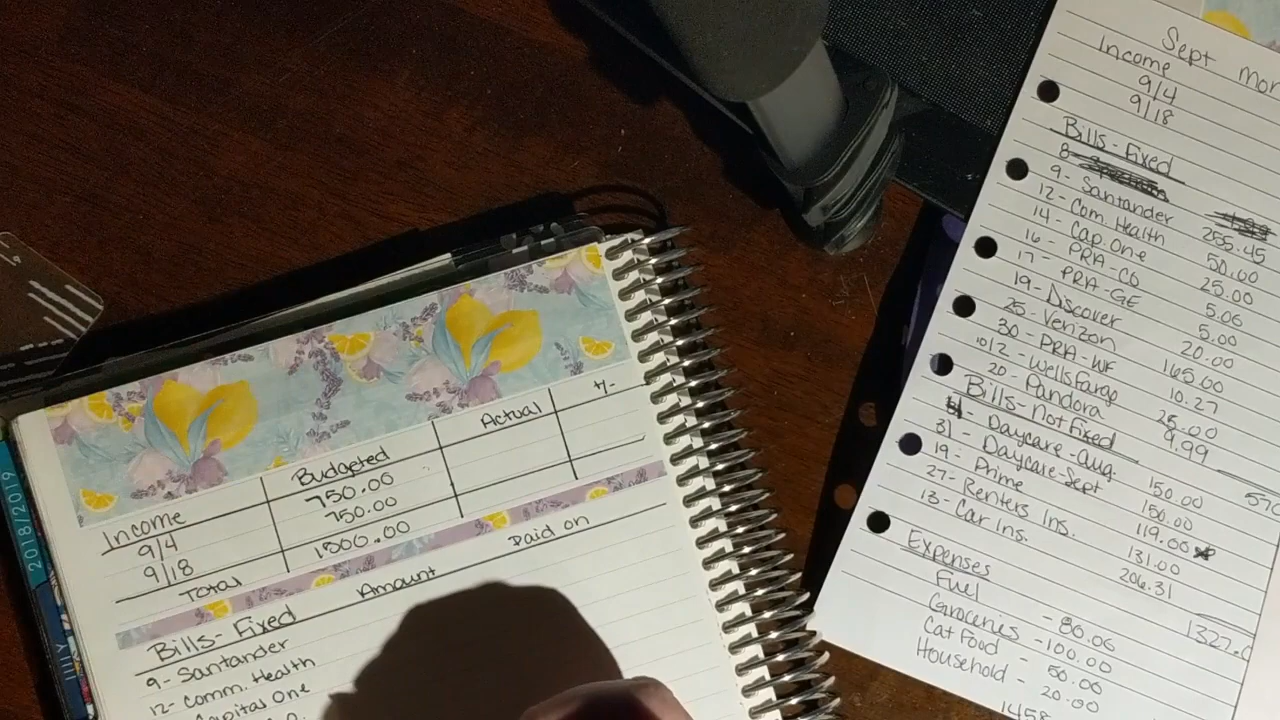 2018/2019
Budgeted
Actual
+-
Income
9/4
750.00
9/18
750.00
Total
1500.00
Bills-Fixed
Amount
Paid on
9- Santander
12- Comm. Health
Capital One
Sept
Income
9/4
9/18
Bills-Fixed
8-
9- Santander 255.45
12- Com. Health 50.00
14- Cap. One 25.00
16- PRA-CO 5.06
17- PRA-GE 5.00
19- Discover 20.00
25- Verizon 165.00
30- PRA-WF 10.27
10/2 Wells Fargo 25.00
20- Pandora 9.99
Bills-Not Fixed
Daycare-Aug. 150.00
31- Daycare-Sept 150.00
19- Prime 119.00
27- Renters Ins. 131.00
13- Car Ins. 206.31
Expenses
Fuel - 80.00
Groceries - 100.00
Cat Food - 50.00
Household - 20.00
1458